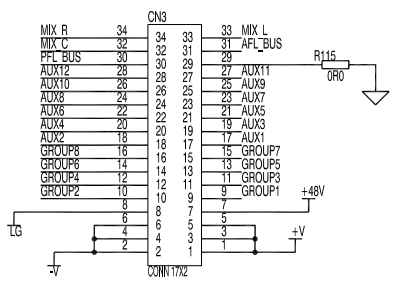 CN3
MIX_R 34 34 33 33 MIX_L
MIX_C 32 32 31 31 AFL_BUS
PFL_BUS 30 30 29 29 R115
AUX12 28 28 27 27 AUX11 0R0
AUX10 26 26 25 25 AUX9
AUX8 24 24 23 23 AUX7
AUX6 22 22 21 21 AUX5
AUX4 20 20 19 19 AUX3
AUX2 18 18 17 17 AUX1
GROUP8 16 16 15 15 GROUP7
GROUP6 14 14 13 13 GROUP5
GROUP4 12 12 11 11 GROUP3
GROUP2 10 10 9 9 GROUP1
8 8 7 7 +48V
LG 6 6 5 5
4 4 3 3 +V
2 2 1 1
-V CONN 17X2